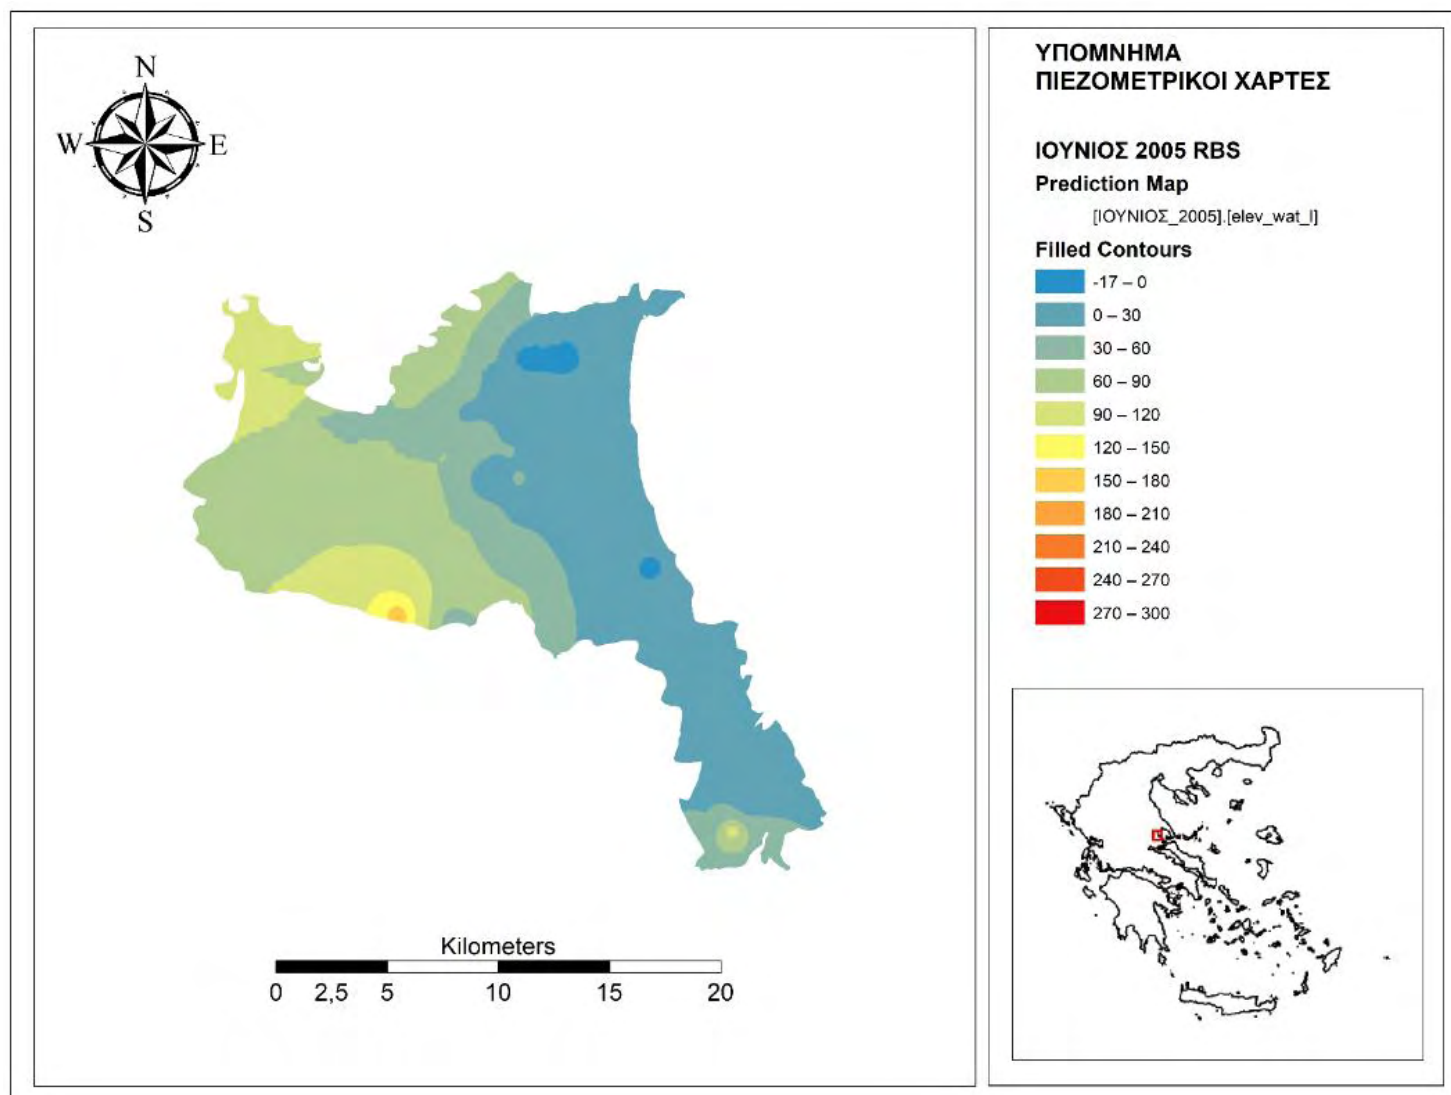 N
W
E
S
Kilometers
0 2,5 5 10 15 20
ΥΠΟΜΝΗΜΑ
ΠΙΕΖΟΜΕΤΡΙΚΟΙ ΧΑΡΤΕΣ
ΙΟΥΝΙΟΣ 2005 RBS
Prediction Map
[ΙΟΥΝΙΟΣ_2005].[elev_wat_l]
Filled Contours
-17 – 0
0 – 30
30 – 60
60 – 90
90 – 120
120 – 150
150 – 180
180 – 210
210 – 240
240 – 270
270 – 300